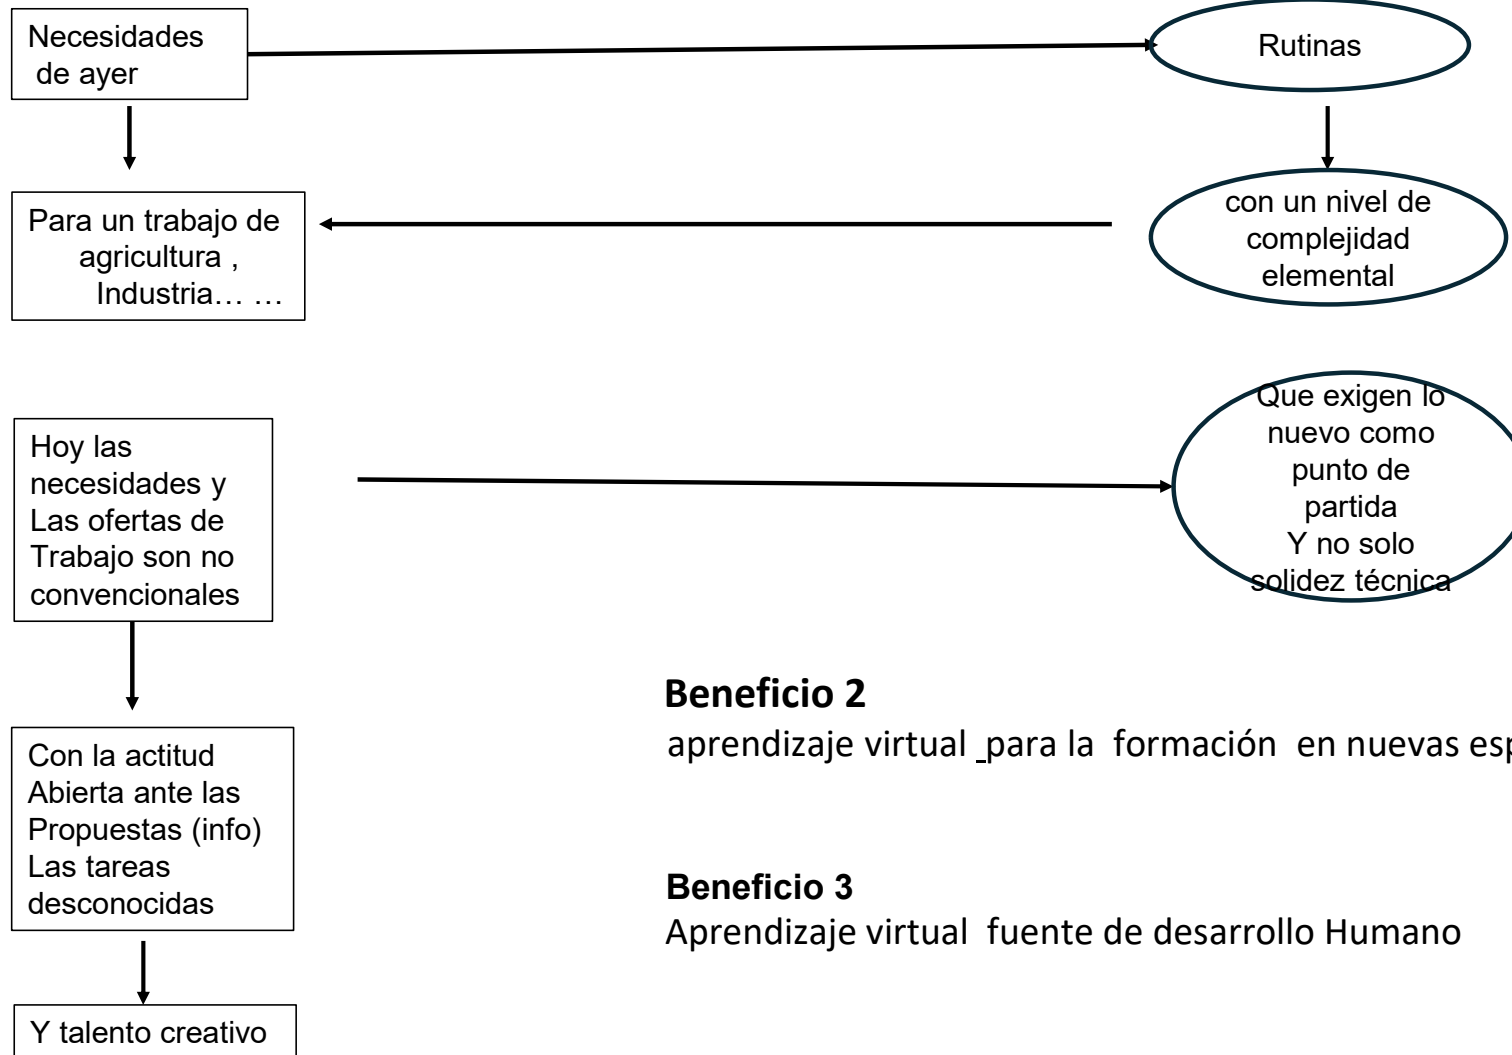 Necesidades
de ayer
Rutinas
Para un trabajo de
agricultura ,
Industria… …
con un nivel de
complejidad
elemental
Hoy las
necesidades y
Las ofertas de
Trabajo son no
convencionales
Que exigen lo
nuevo como
punto de
partida
Y no solo
solidez técnica
Beneficio 2
aprendizaje virtual para la formación en nuevas
Con la actitud
Abierta ante las
Propuestas (info)
Las tareas
desconocidas
Beneficio 3
Aprendizaje virtual fuente de desarrollo Humano
Y talento creativo